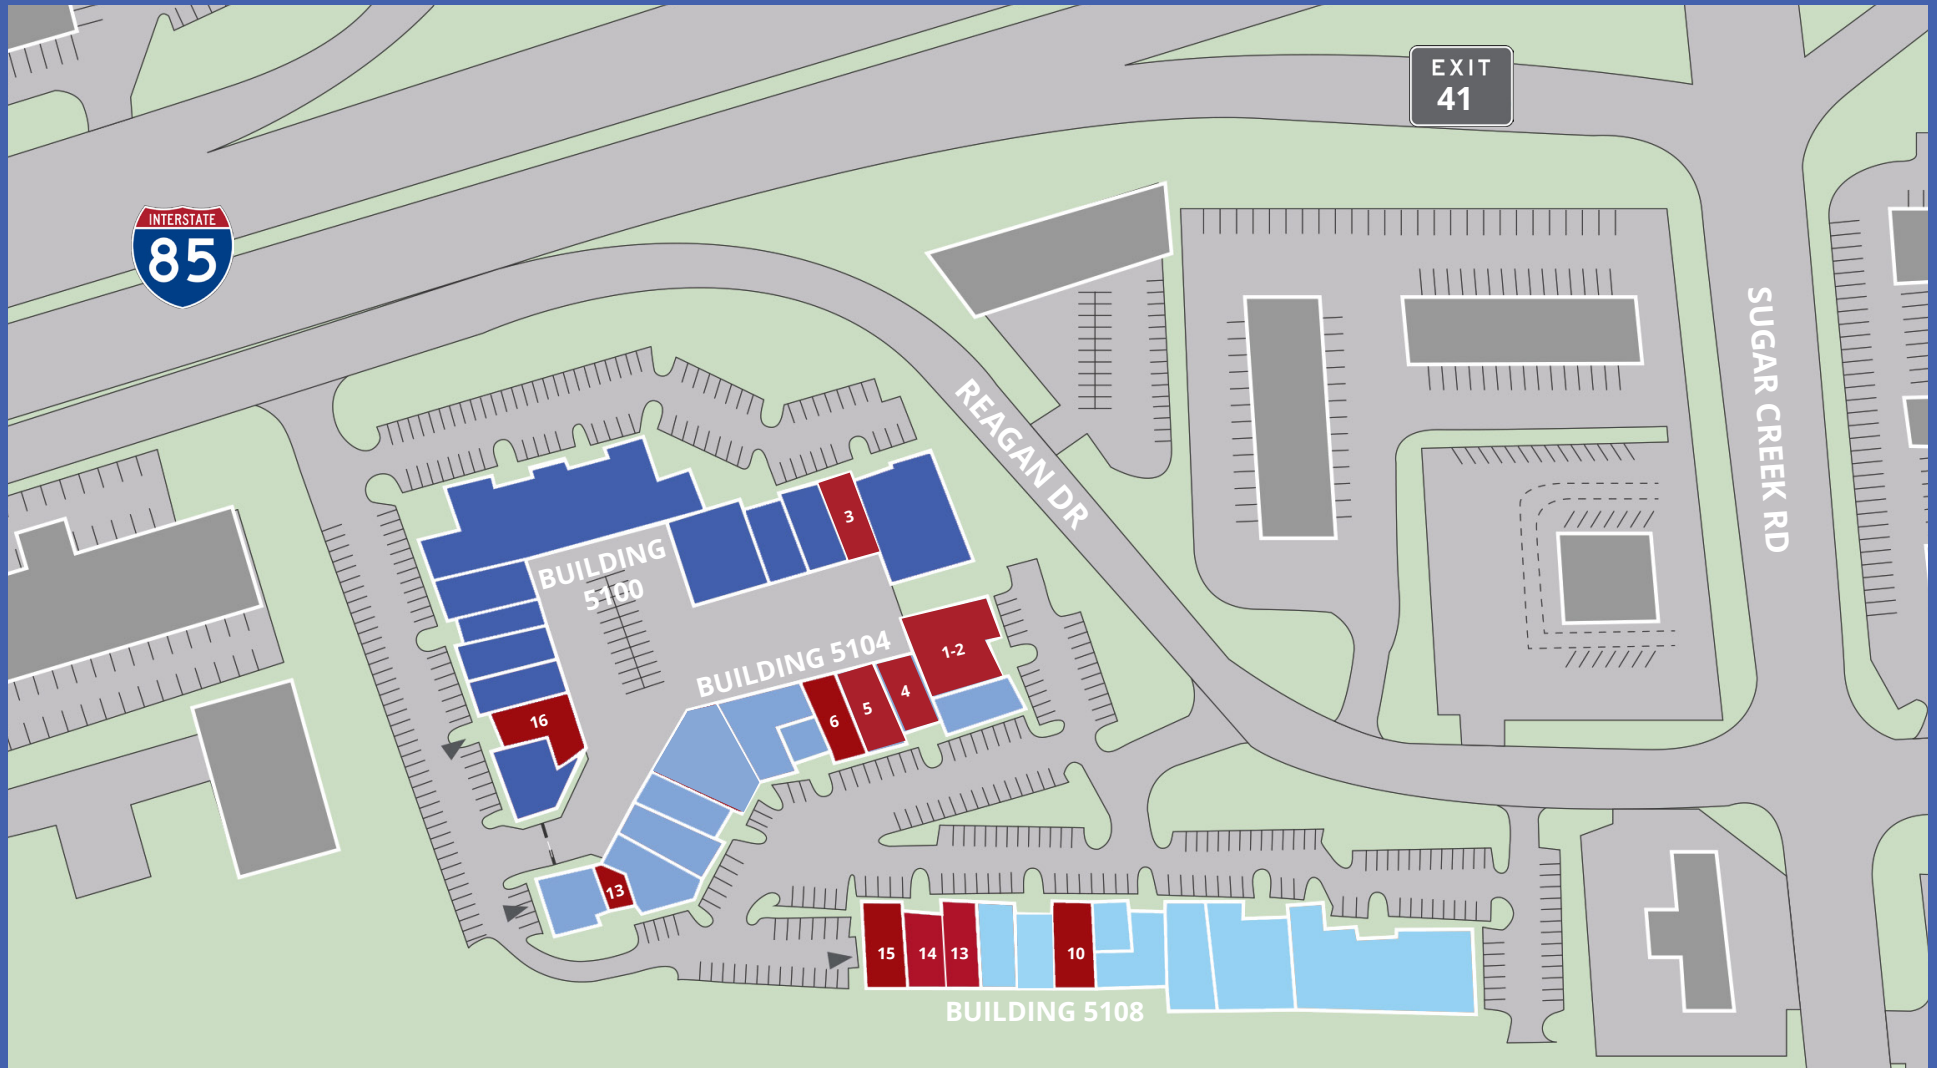 EXIT
41
INTERSTATE
85
SUGAR CREEK RD
REAGAN DR
3
BUILDING
5100
BUILDING 5104
1-2
4
5
6
16
13
15
14
13
10
BUILDING 5108